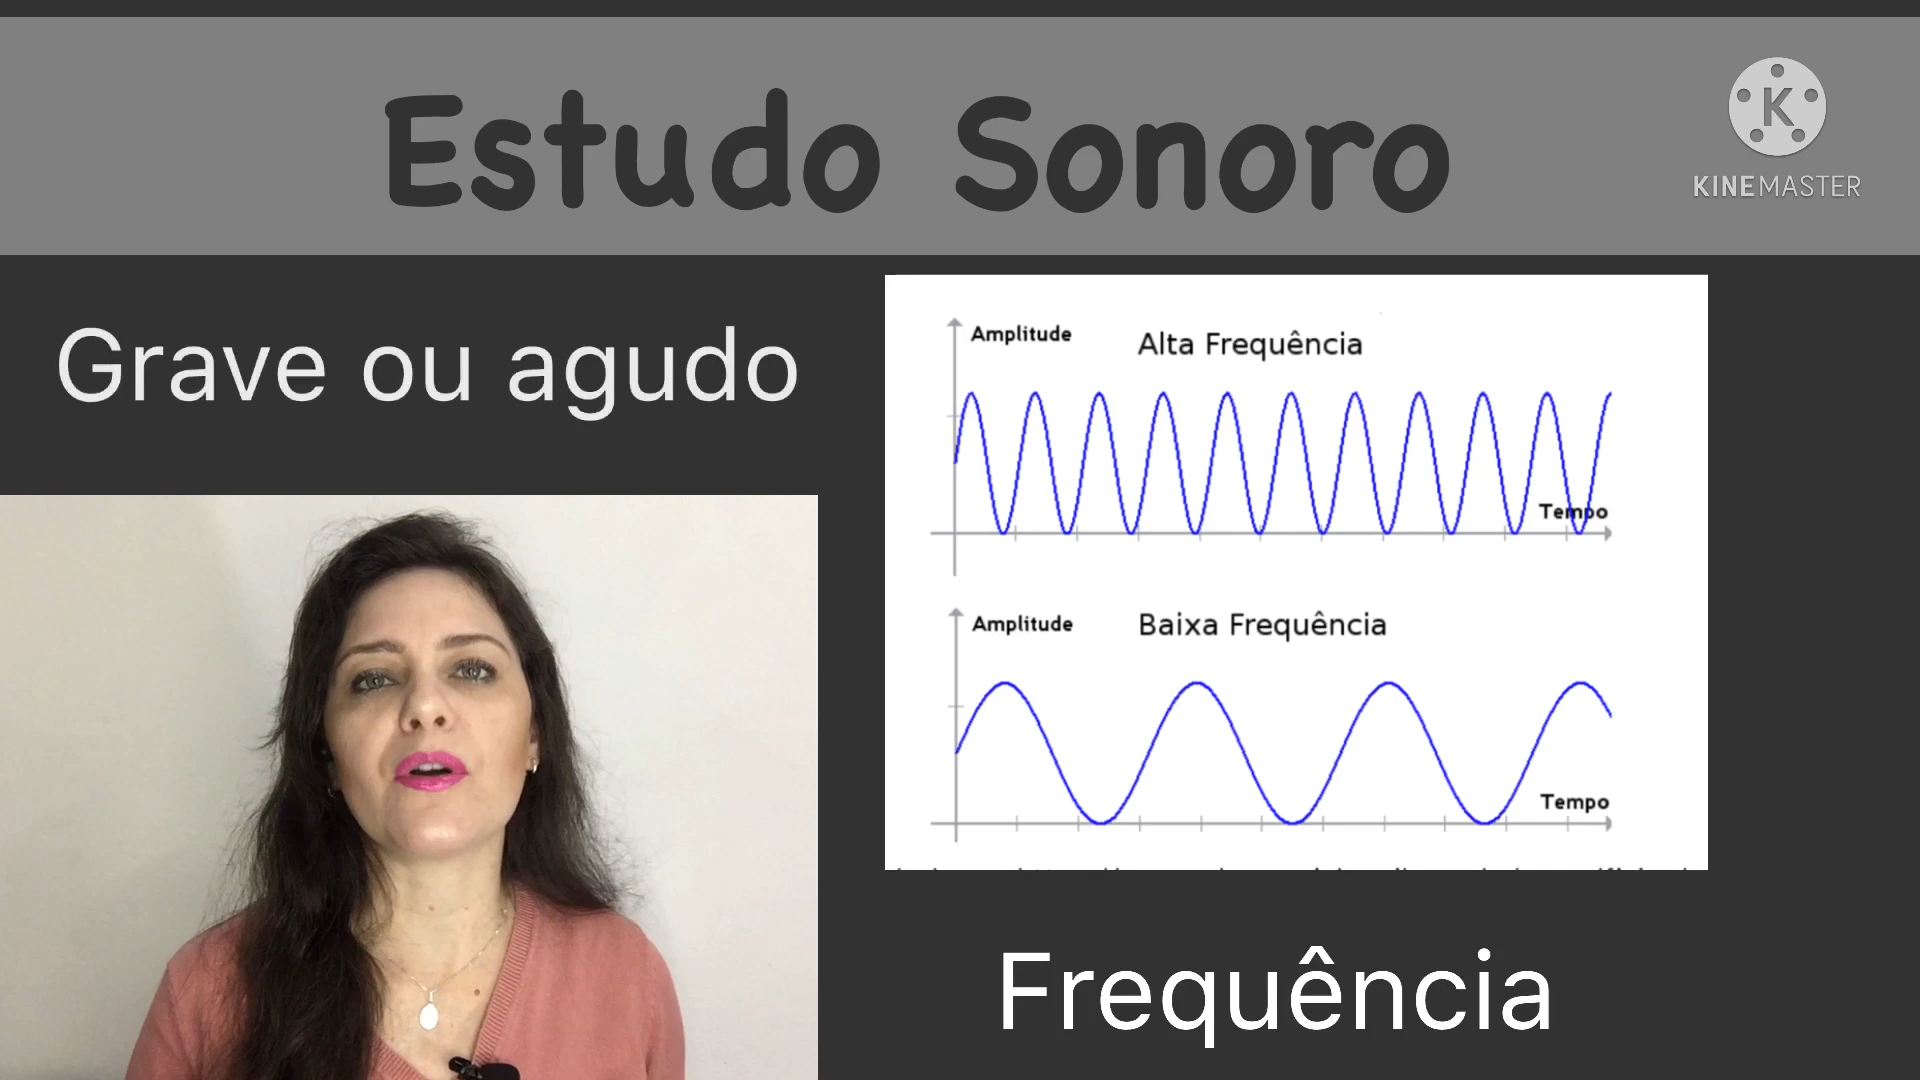 Estudo Sonoro
K
KINEMASTER
Grave ou agudo
Amplitude
Alta Frequência
Tempo
Amplitude
Baixa Frequência
Tempo
Frequência